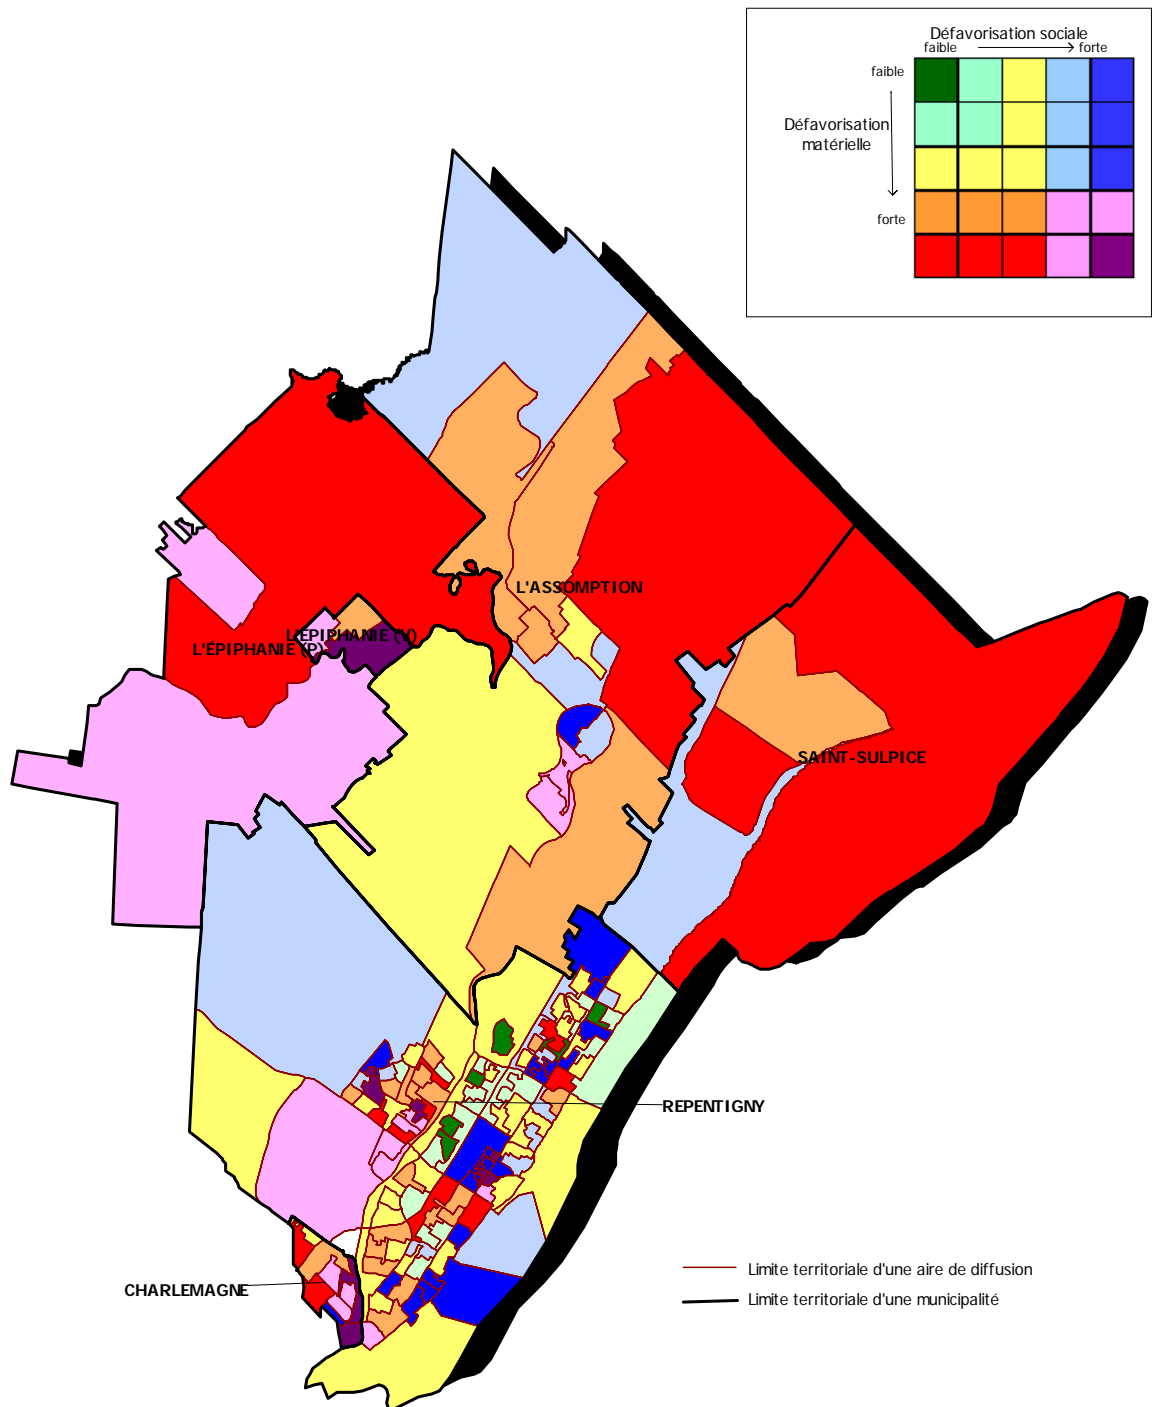 Défavorisation sociale
faible
forte
faible
Défavorisation
matérielle
forte
L'ASSOMPTION
L'ÉPIPHANIE (V)
L'ÉPIPHANIE (P)
SAINT-SULPICE
REPENTIGNY
CHARLEMAGNE
Limite territoriale d'une aire de diffusion
Limite territoriale d'une municipalité